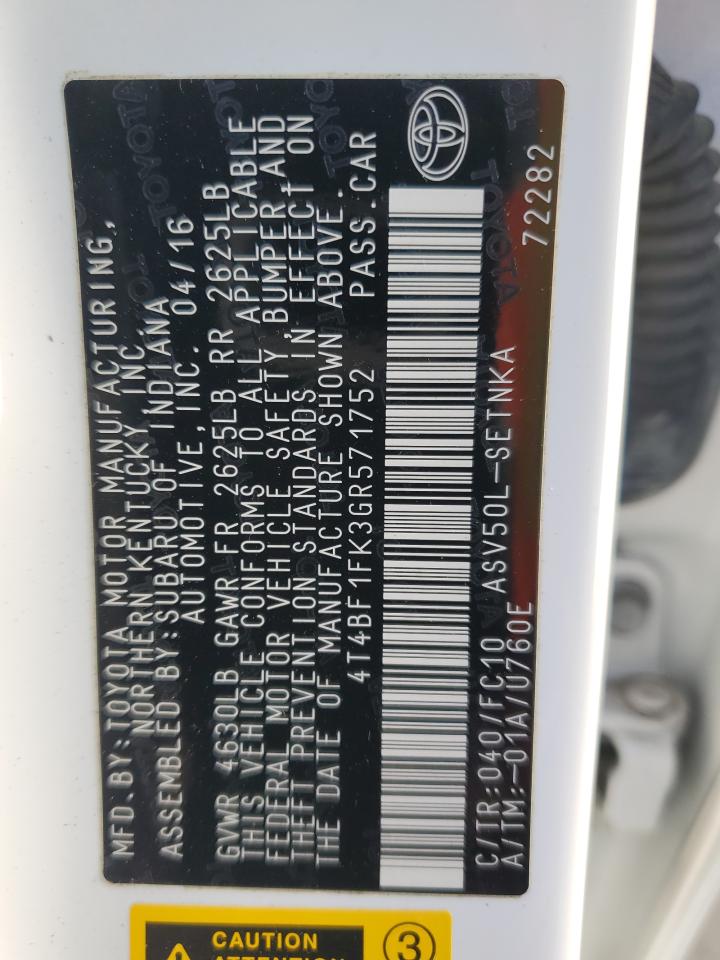 MFD.BY:TOYOTA MOTOR MANUFACTURING,
NORTHERN KENTUCKY INC.
ASSEMBLED BY:SUBARU OF INDIANA
AUTOMOTIVE,INC. 04/16
GVWR 4630LB GAWR FR 2625LB RR 2625LB
THIS VEHICLE CONFORMS TO ALL APPLICABLE
FEDERAL MOTOR VEHICLE SAFETY,BUMPER AND
THEFT PREVENTION STANDARDS IN EFFECT ON
THE DATE OF MANUFACTURE SHOWN ABOVE.
4T4BF1FK3GR571752 PASS.CAR
C/TR:040/FC10 ASV50L-SETNKA
A/TM:-01A/U760E 72282
CAUTION
ATTENTION
3